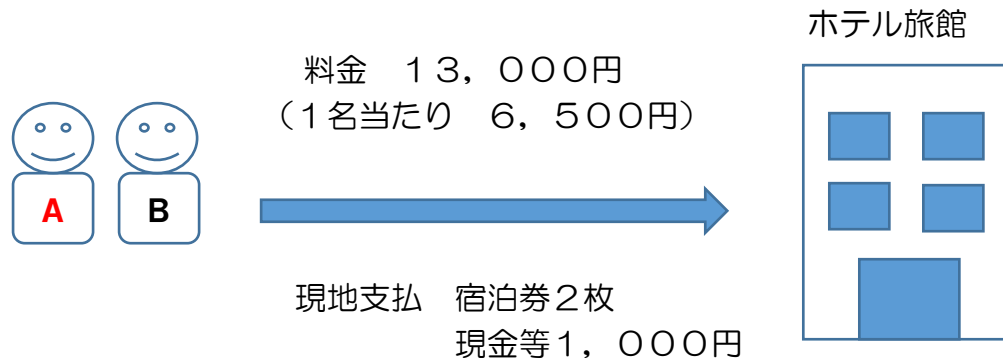 ホテル旅館
料金　１３，０００円
（１名当たり　６，５００円）
A B
現地支払　宿泊券２枚
現金等１，０００円